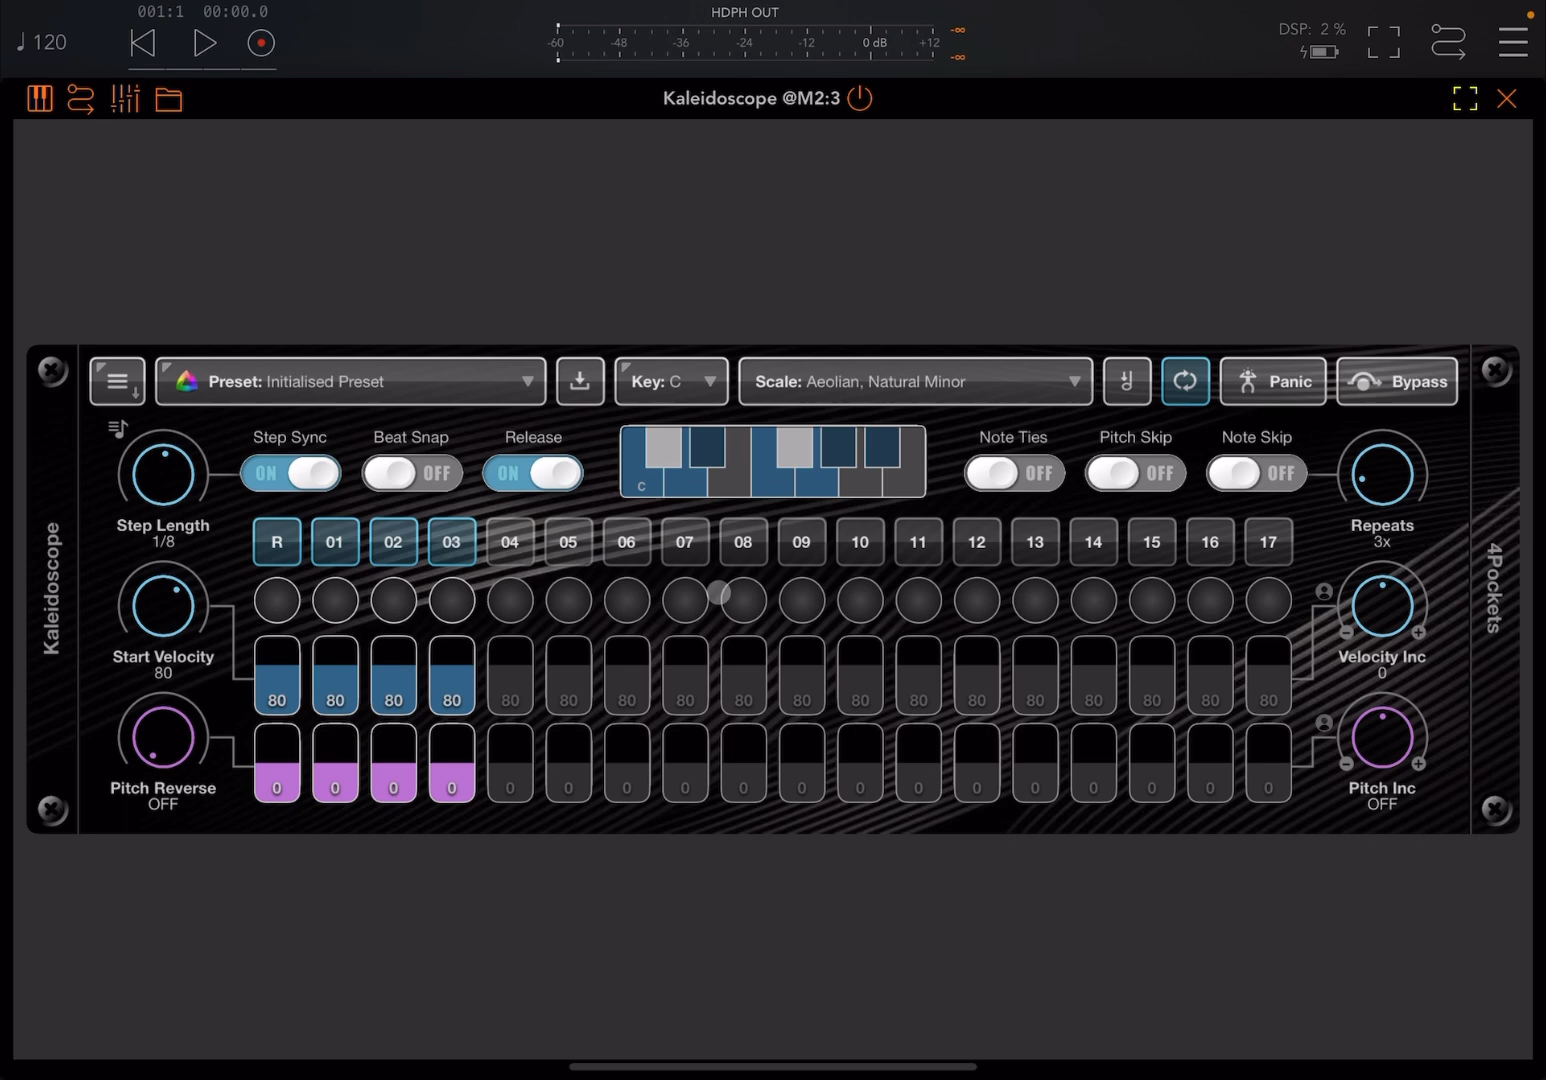 001:1 00:00.0
HDPH OUT
120
-60 -48 -36 -24 -12 0 dB +12
-∞
-∞
DSP: 2 %
Kaleidoscope @M2:3
Preset: Initialised Preset
Key: C
Scale: Aeolian, Natural Minor
Panic
Bypass
Step Sync
Beat Snap
Release
Note Ties
Pitch Skip
Note Skip
ON
OFF
ON
C
OFF
OFF
OFF
Step Length
1/8
Repeats
3x
R 01 02 03 04 05 06 07 08 09 10 11 12 13 14 15 16 17
Kaleidoscope
4Pockets
Start Velocity
80
Velocity Inc
0
80 80 80 80 80 80 80 80 80 80 80 80 80 80 80 80 80 80
Pitch Reverse
OFF
Pitch Inc
OFF
0 0 0 0 0 0 0 0 0 0 0 0 0 0 0 0 0 0